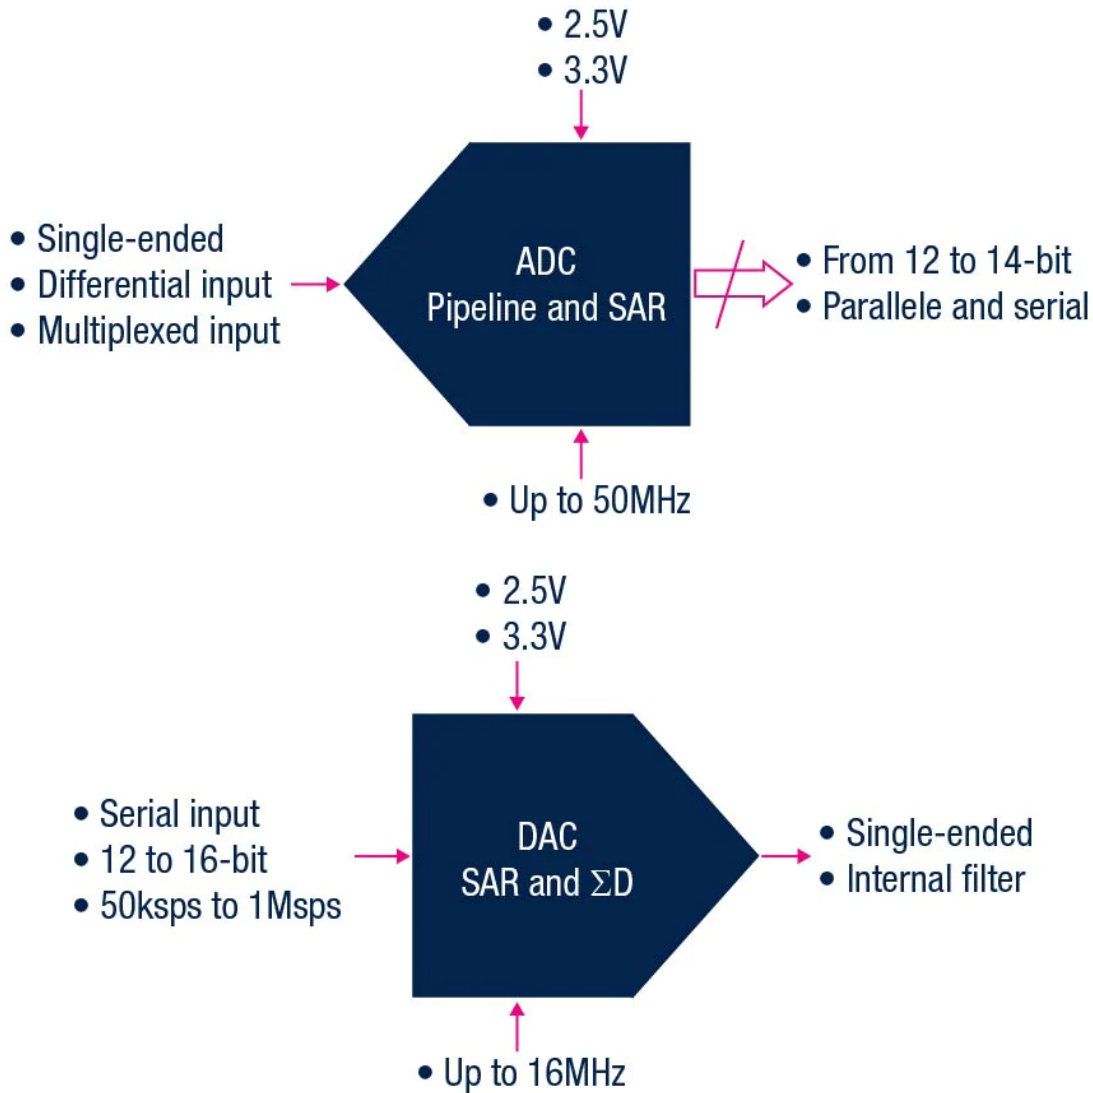 • 2.5V
• 3.3V
• Single-ended
• Differential input
• Multiplexed input
ADC
Pipeline and SAR
• From 12 to 14-bit
• Parallele and serial
• Up to 50MHz
• 2.5V
• 3.3V
• Serial input
• 12 to 16-bit
• 50ksps to 1Msps
DAC
SAR and ΣD
• Single-ended
• Internal filter
• Up to 16MHz